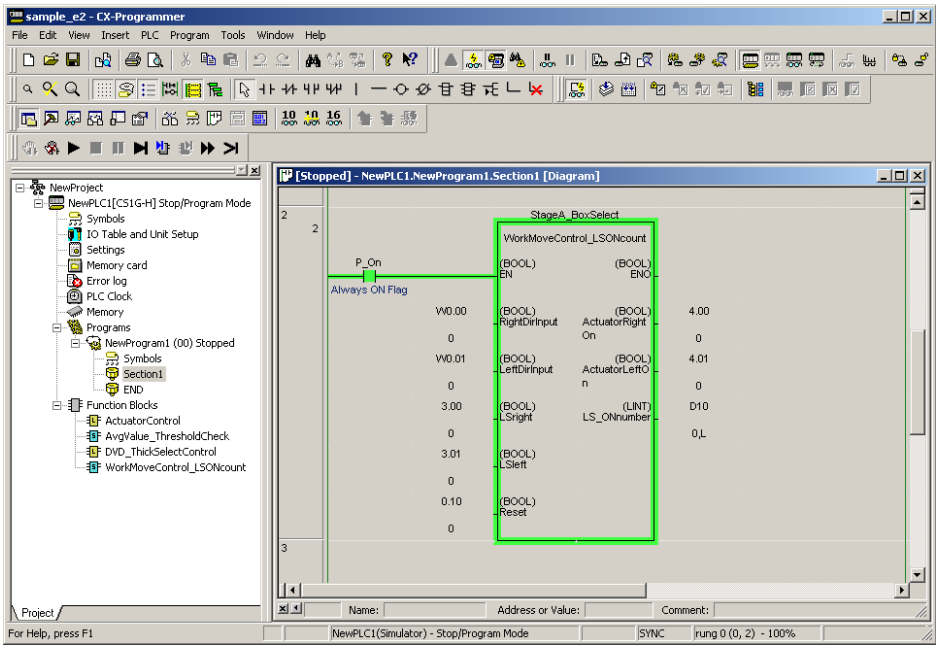 sample_e2 - CX-Programmer
File Edit View Insert PLC Program Tools Window Help
10 10 16
NewProject
NewPLC1[CS1G-H] Stop/Program Mode
Symbols
IO Table and Unit Setup
Settings
Memory card
Error log
PLC Clock
Memory
Programs
NewProgram1 (00) Stopped
Symbols
Section1
END
Function Blocks
ActuatorControl
AvgValue_ThresholdCheck
DVD_ThickSelectControl
WorkMoveControl_LSONcount
Project
[Stopped] - NewPLC1.NewProgram1.Section1 [Diagram]
2
2
StageA_BoxSelect
WorkMoveControl_LSONcount
P_On
(BOOL) (BOOL)
EN ENO
Always ON Flag
W0.00 (BOOL) (BOOL) 4.00
RightDirInput ActuatorRight
On
0 0
W0.01 (BOOL) (BOOL) 4.01
LeftDirInput ActuatorLeftO
n
0 0
3.00 (BOOL) (LINT) D10
LSright LS_ONnumber
0 0,L
3.01 (BOOL)
LSleft
0
0.10 (BOOL)
Reset
0
3
Name: Address or Value: Comment:
For Help, press F1 NewPLC1(Simulator) - Stop/Program Mode SYNC rung 0 (0, 2) - 100%